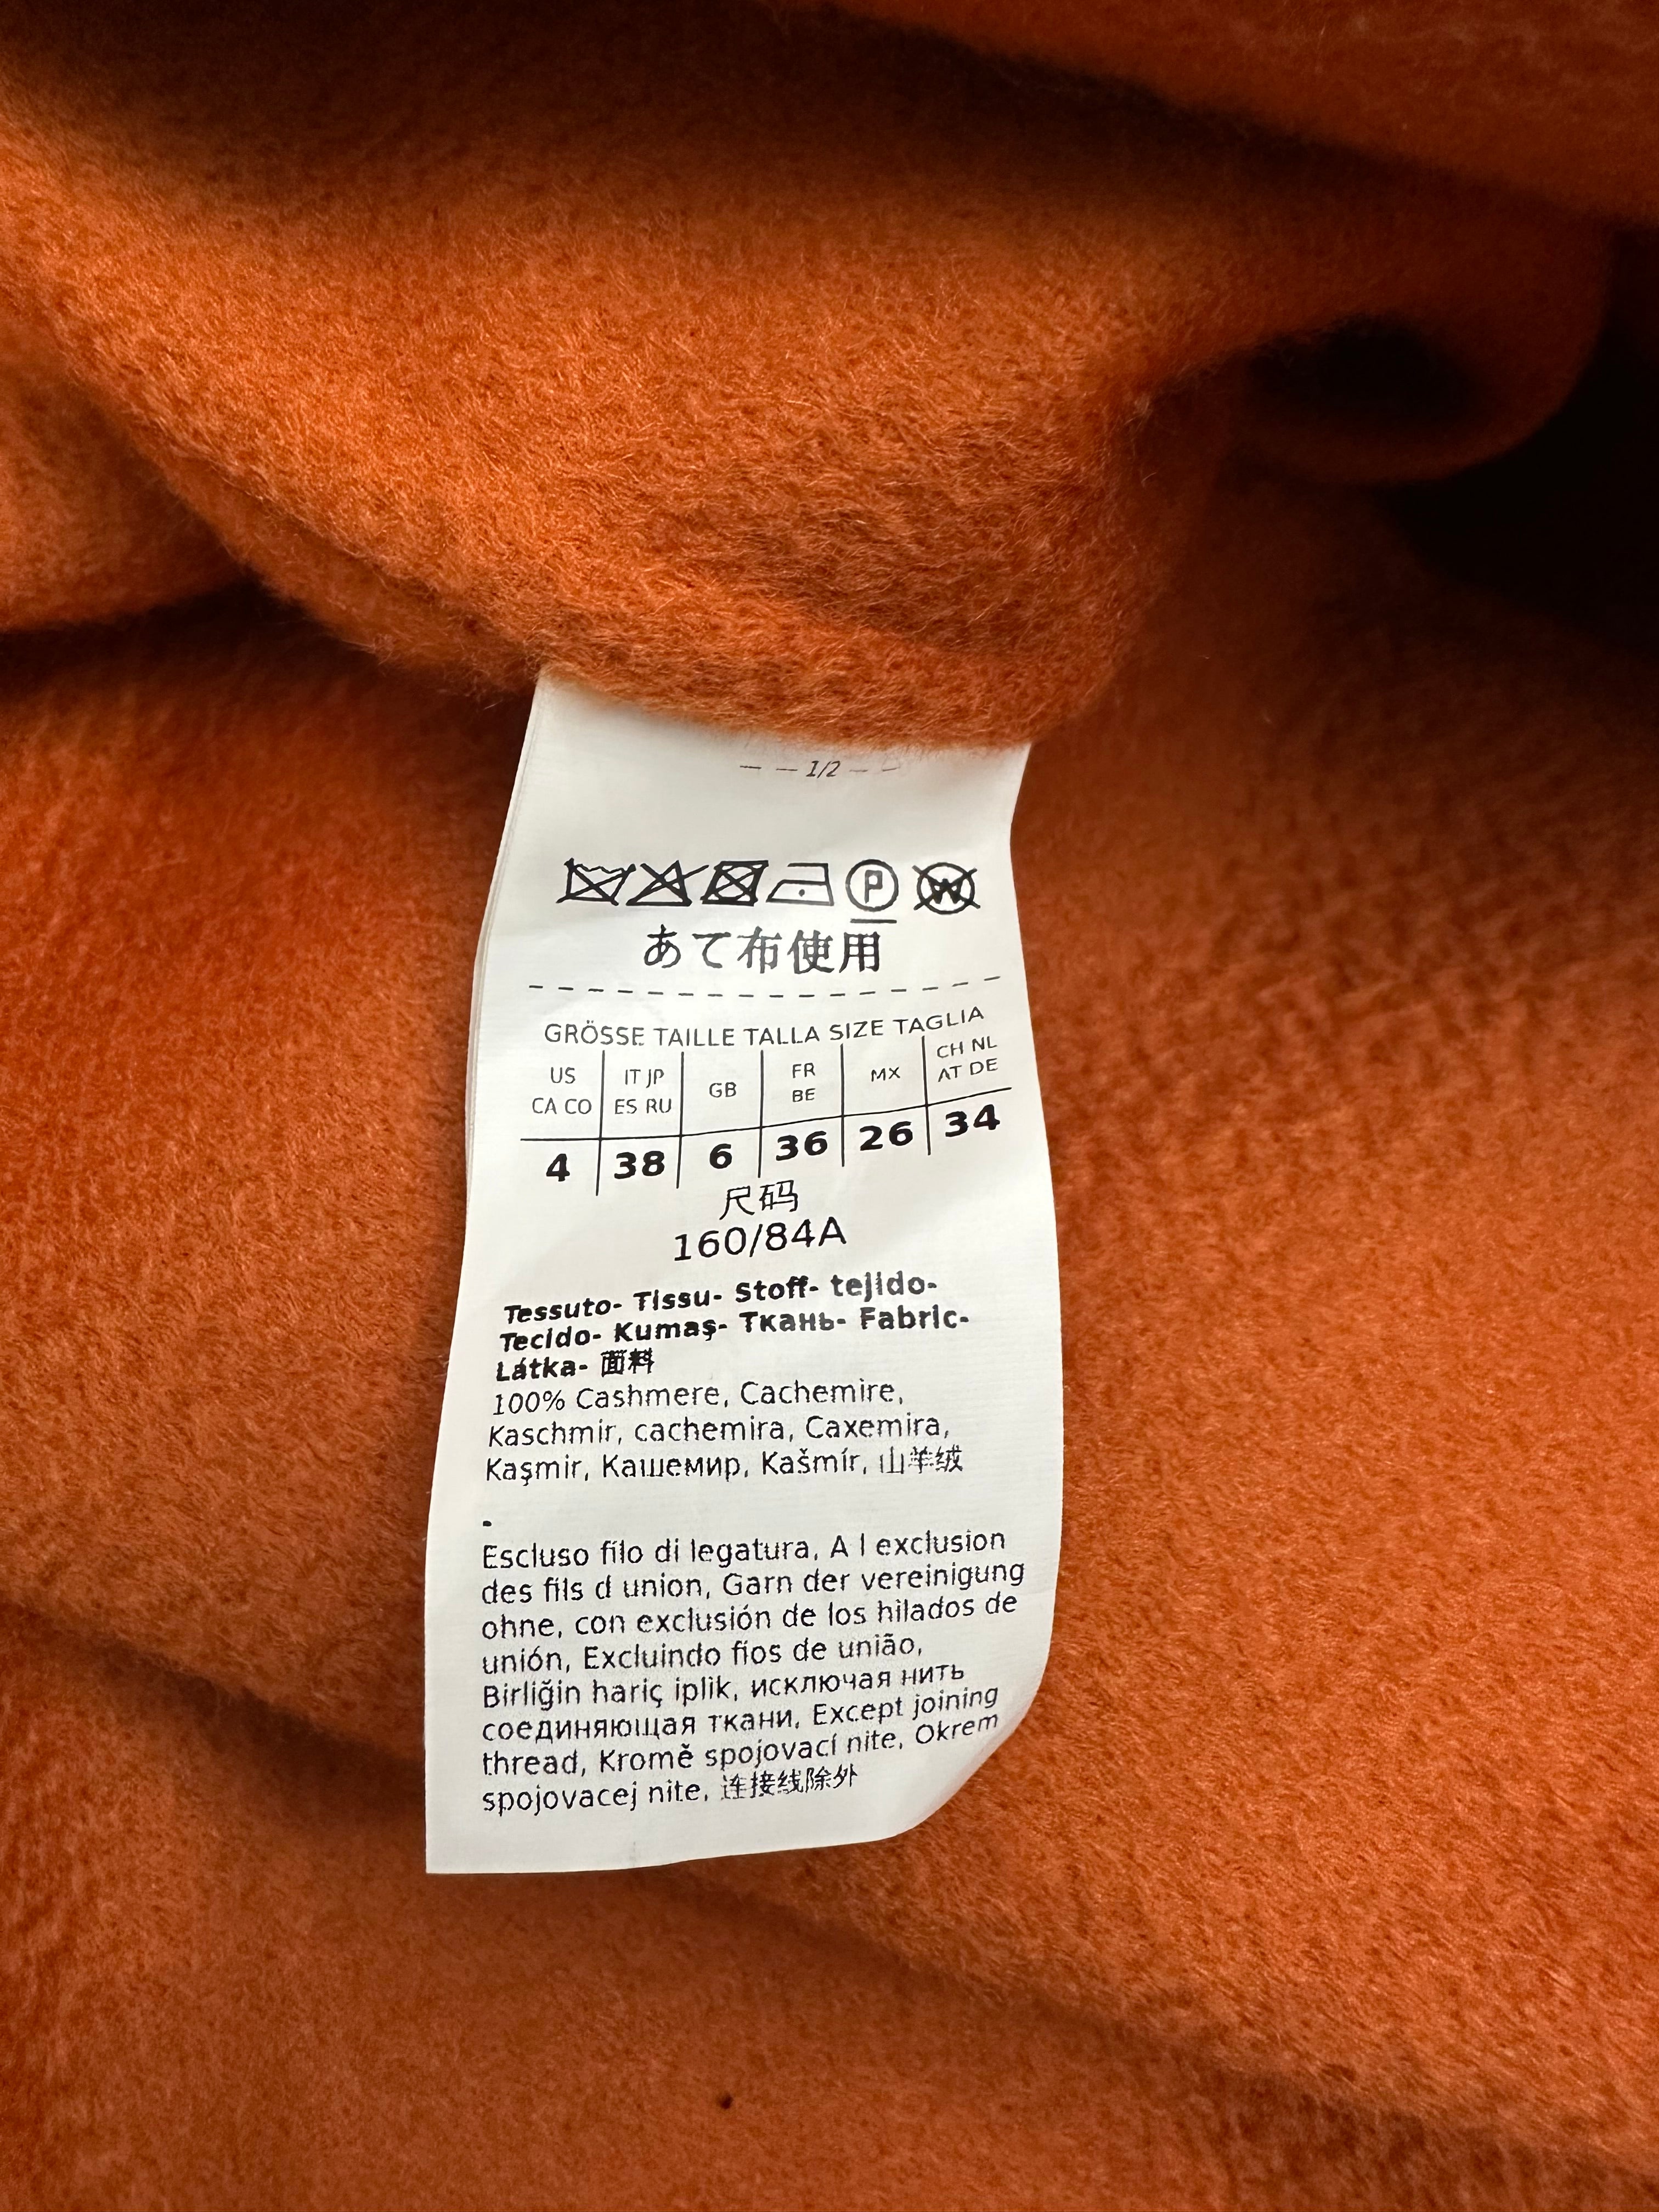 1/2
P W
あて布使用
GRÖSSE TAILLE TALLA SIZE TAGLIA
US CA CO IT JP ES RU GB FR BE MX CH NL AT DE
4 38 6 36 26 34
尺码
160/84A
Tessuto- Tissu- Stoff- tejido-
Tecido- Kumaş- Ткань- Fabric-
Látka- 面料
100% Cashmere, Cachemire,
Kaschmir, cachemira, Caxemira,
Kaşmir, Кашемир, Kašmír, 山羊绒
-
Escluso filo di legatura, A l exclusion
des fils d union, Garn der vereinigung
ohne, con exclusión de los hilados de
unión, Excluindo fios de união,
Birliğin hariç iplik, исключая нить
соединяющая ткани, Except joining
thread, Kromě spojovací nite, Okrem
spojovacej nite, 连接线除外